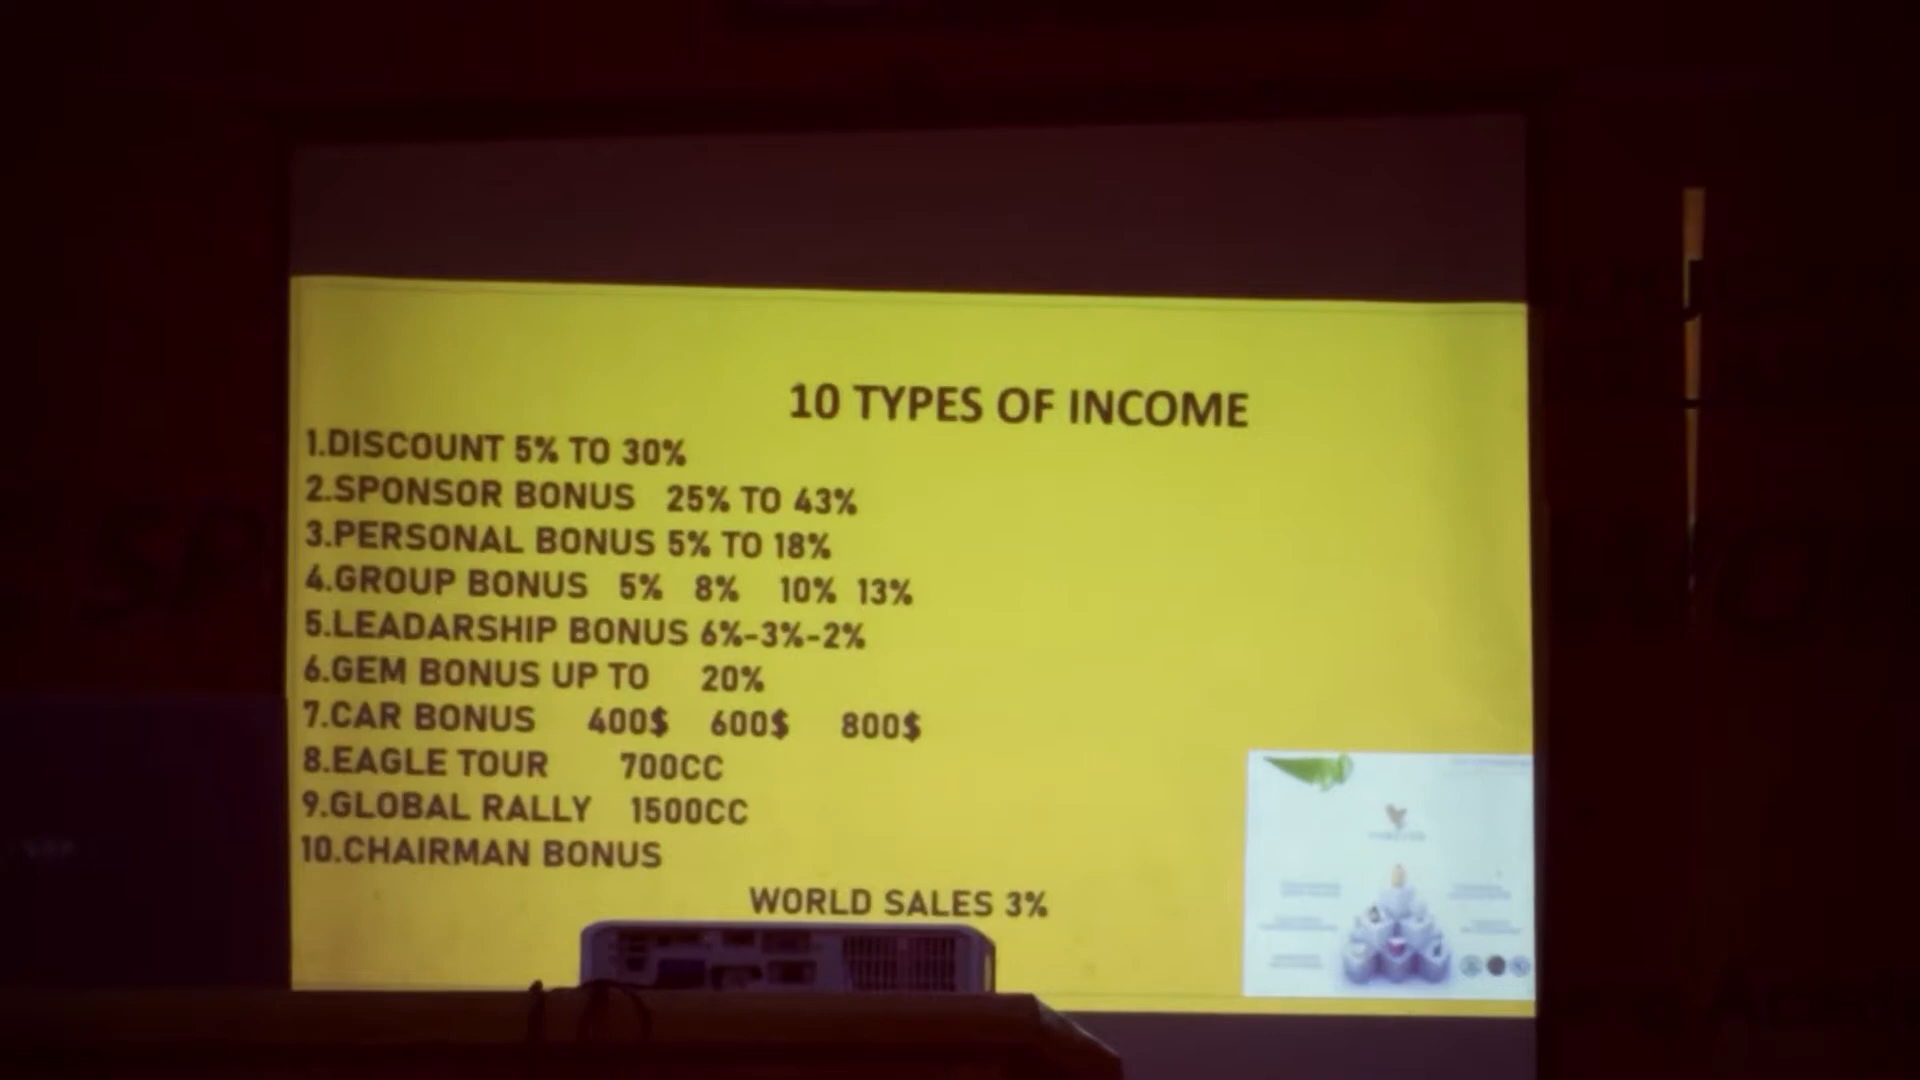 10 TYPES OF INCOME
1.DISCOUNT 5% TO 30%
2.SPONSOR BONUS 25% TO 43%
3.PERSONAL BONUS 5% TO 18%
4.GROUP BONUS 5% 8% 10% 13%
5.LEADARSHIP BONUS 6%-3%-2%
6.GEM BONUS UP TO 20%
7.CAR BONUS 400$ 600$ 800$
8.EAGLE TOUR 700CC
9.GLOBAL RALLY 1500CC
10.CHAIRMAN BONUS
WORLD SALES 3%